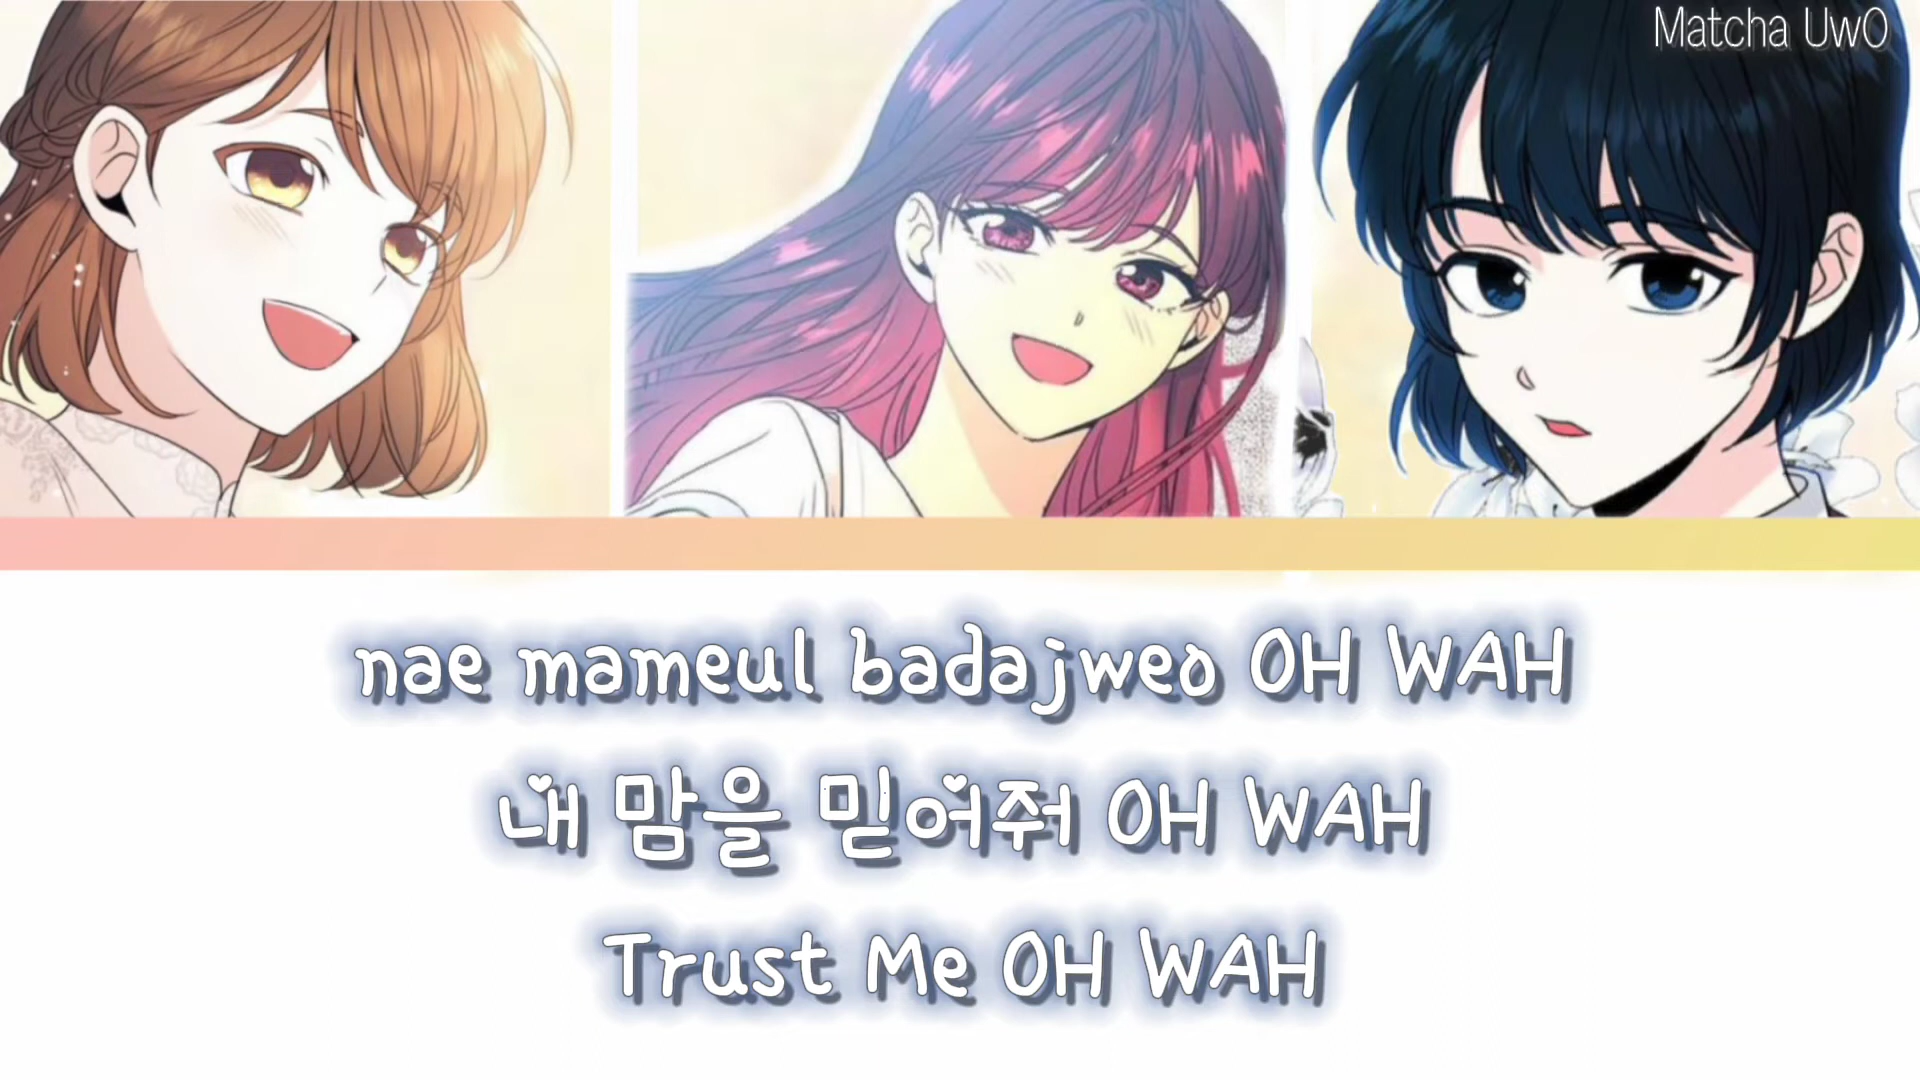 Matcha UwO
nae mameul badajweo OH WAH
내 맘을 믿어줘 OH WAH
Trust Me OH WAH